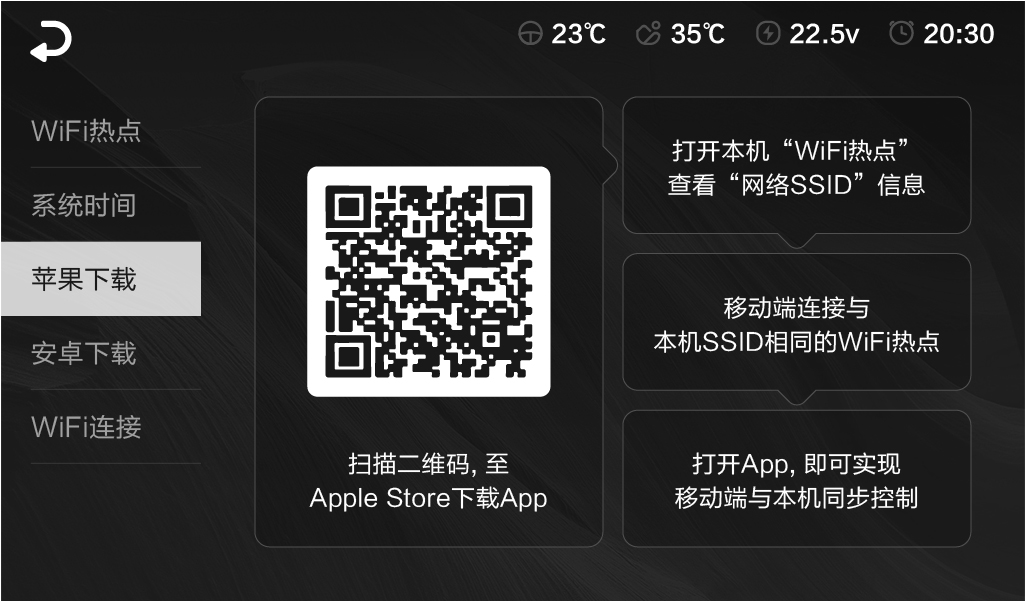 23℃
35℃
22.5v
20:30
WiFi热点
系统时间
苹果下载
安卓下载
WiFi连接
扫描二维码, 至
Apple Store下载App
打开本机“WiFi热点”
查看“网络SSID”信息
移动端连接与
本机SSID相同的WiFi热点
打开App, 即可实现
移动端与本机同步控制